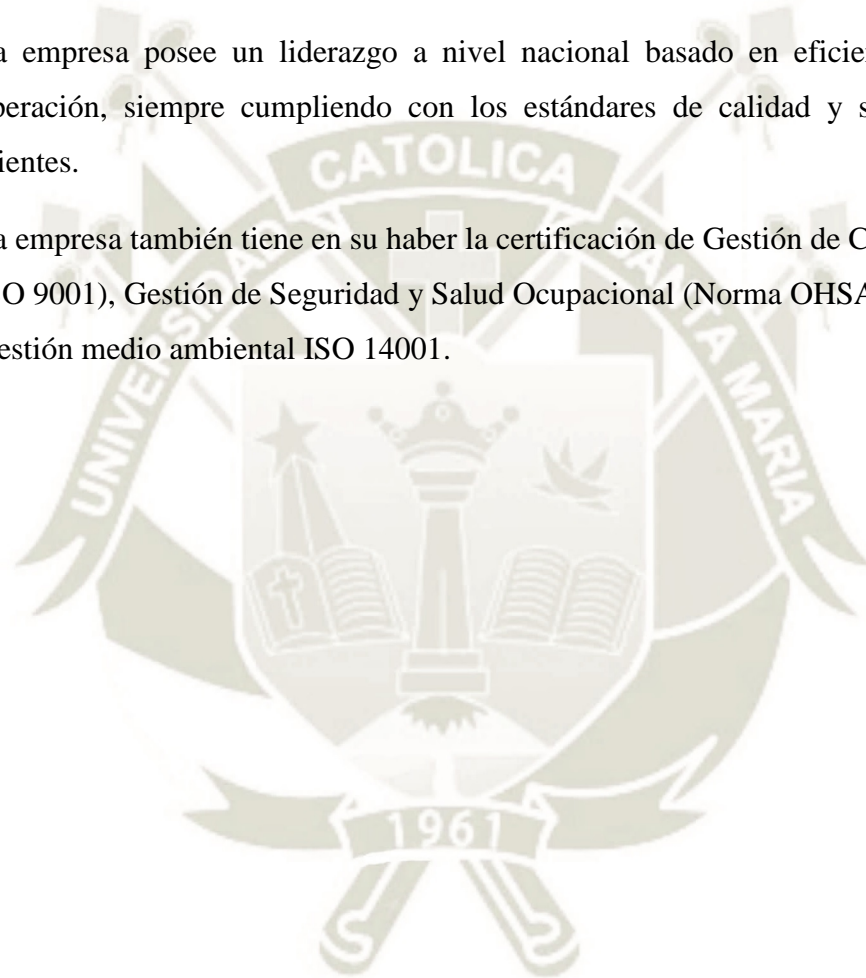 a empresa posee un liderazgo a nivel nacional basado en eficien
peración, siempre cumpliendo con los estándares de calidad y s
ientes.
a empresa también tiene en su haber la certificación de Gestión de C
O 9001), Gestión de Seguridad y Salud Ocupacional (Norma OHSA
estión medio ambiental ISO 14001.
UNIVERSIDAD CATOLICA SANTA MARIA
1961